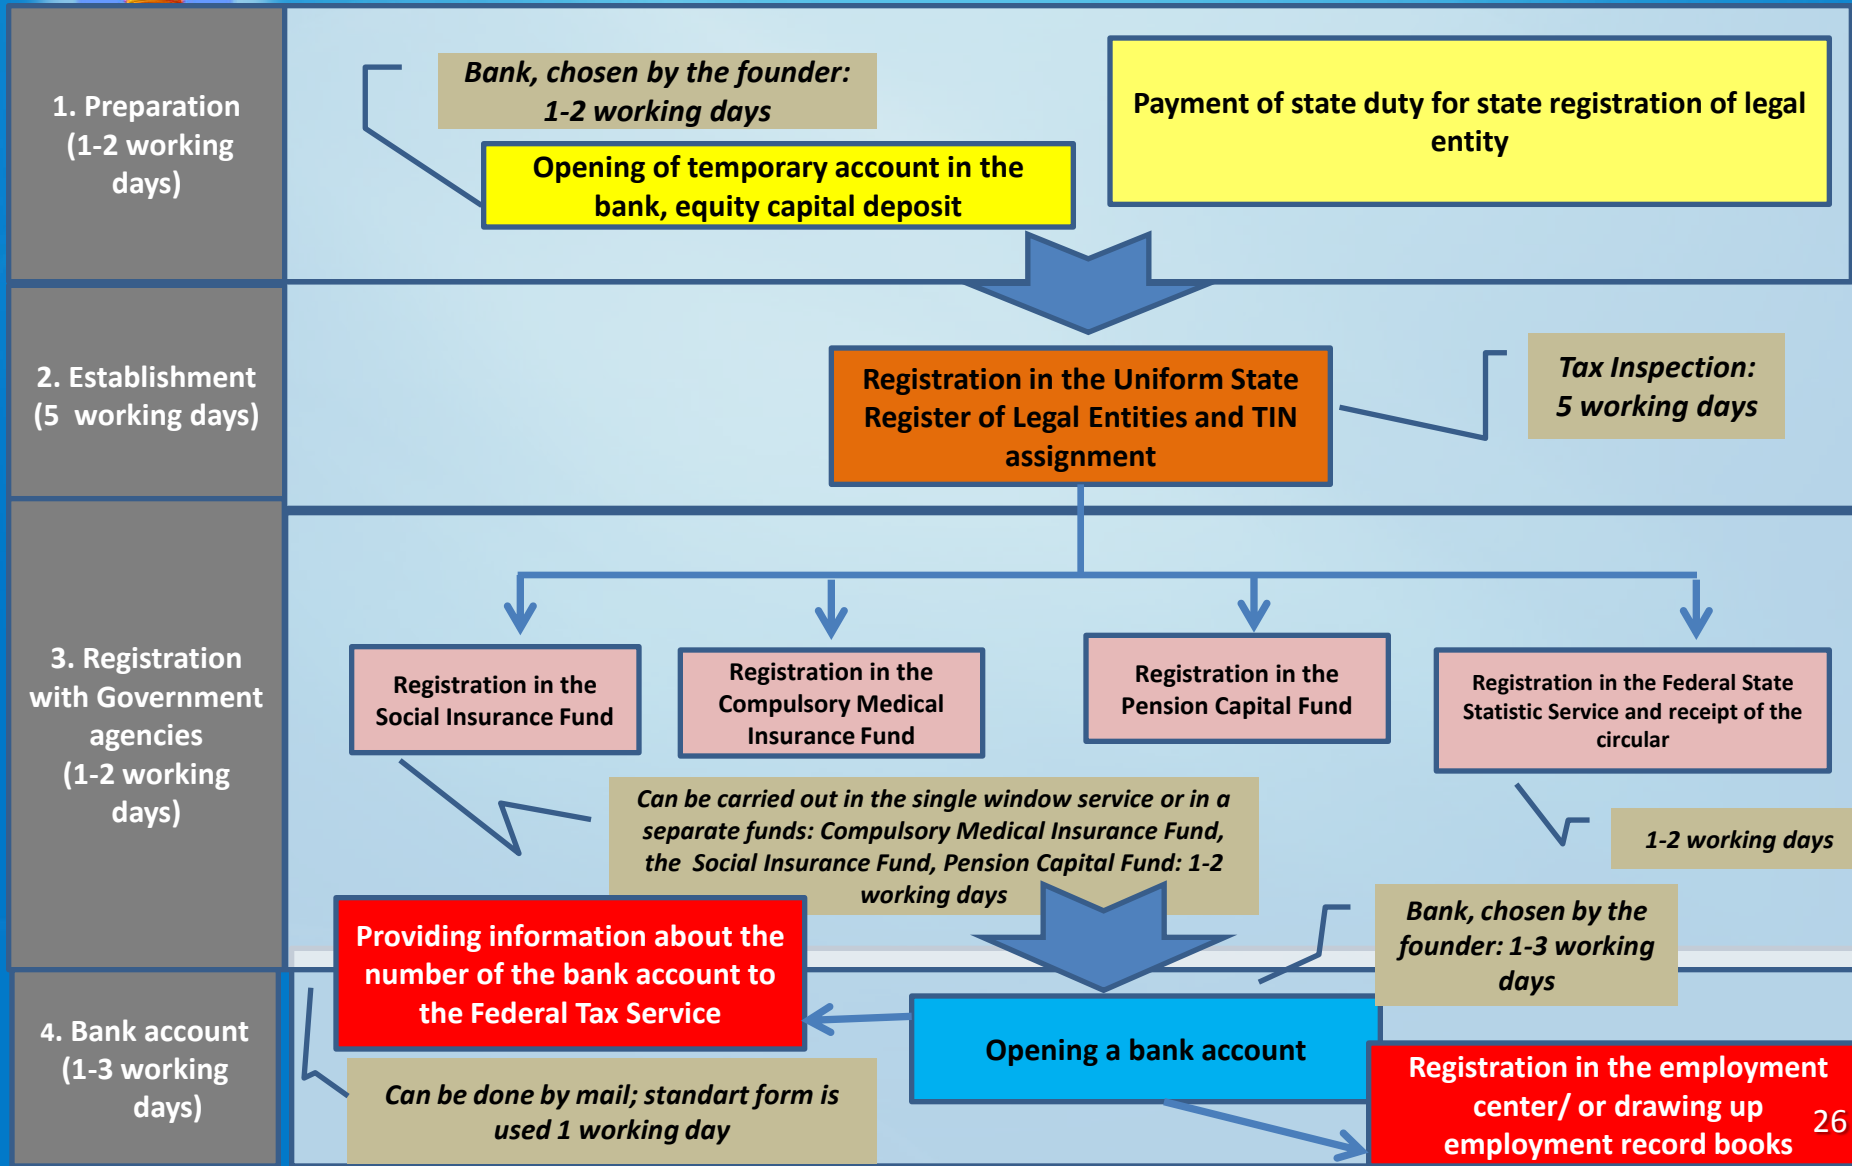 1. Preparation
(1-2 working
days)
Bank, chosen by the founder:
1-2 working days
Opening of temporary account in the
bank, equity capital deposit
Payment of state duty for state registration of legal
entity
2. Establishment
(5 working days)
Registration in the Uniform State
Register of Legal Entities and TIN
assignment
Tax Inspection:
5 working days
3. Registration
with Government
agencies
(1-2 working
days)
Registration in the
Social Insurance Fund
Registration in the
Compulsory Medical
Insurance Fund
Registration in the
Pension Capital Fund
Registration in the Federal State
Statistic Service and receipt of the
circular
Can be carried out in the single window service or in a
separate funds: Compulsory Medical Insurance Fund,
the Social Insurance Fund, Pension Capital Fund: 1-2
working days
1-2 working days
Bank, chosen by the
founder: 1-3 working
days
4. Bank account
(1-3 working
days)
Providing information about the
number of the bank account to
the Federal Tax Service
Opening a bank account
Can be done by mail; standart form is
used 1 working day
Registration in the employment
center/ or drawing up
employment record books
26